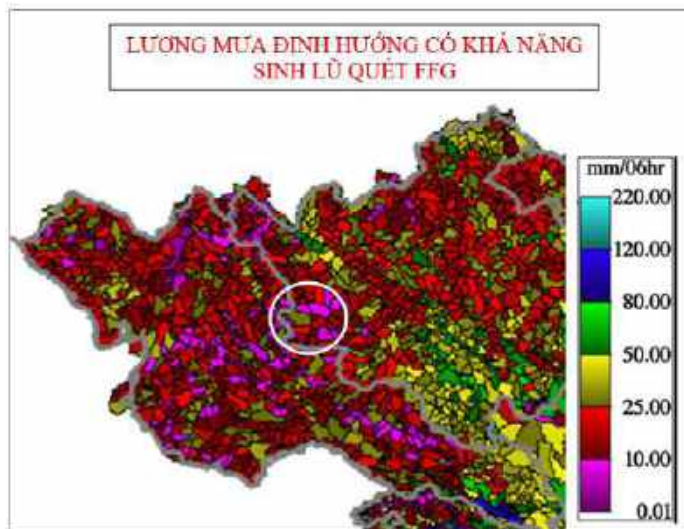 LƯỢNG MƯA ĐỊNH HƯỚNG CÓ KHẢ NĂNG
SINH LŨ QUÉT FFG
mm/06hr
220.00
120.00
80.00
50.00
25.00
10.00
0.01